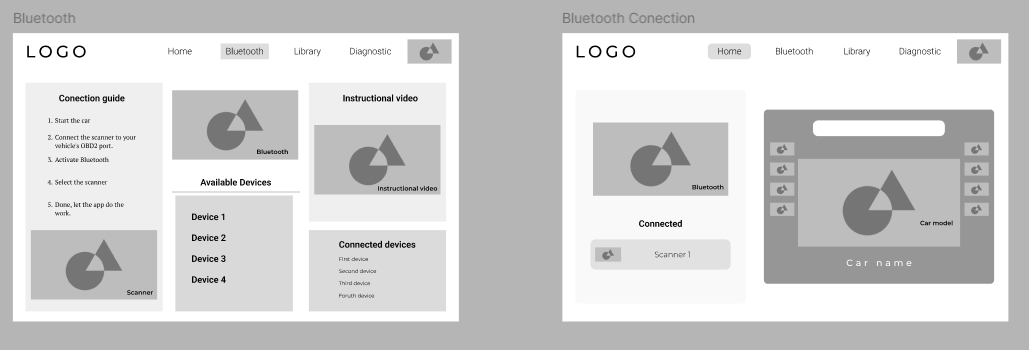 Bluetooth
LOGO
Home
Bluetooth
Library
Diagnostic
Conection guide
1. Start the car
2. Connect the scanner to your
vehicle's OBD2 port.
3. Activate Bluetooth
4. Select the scanner
5. Done, let the app do the
work.
Scanner
Bluetooth
Available Devices
Device 1
Device 2
Device 3
Device 4
Instructional video
Instructional video
Connected devices
First device
Second device
Third device
Foruth device
Bluetooth Conection
LOGO
Home
Bluetooth
Library
Diagnostic
Bluetooth
Connected
Scanner 1
Car model
Car name